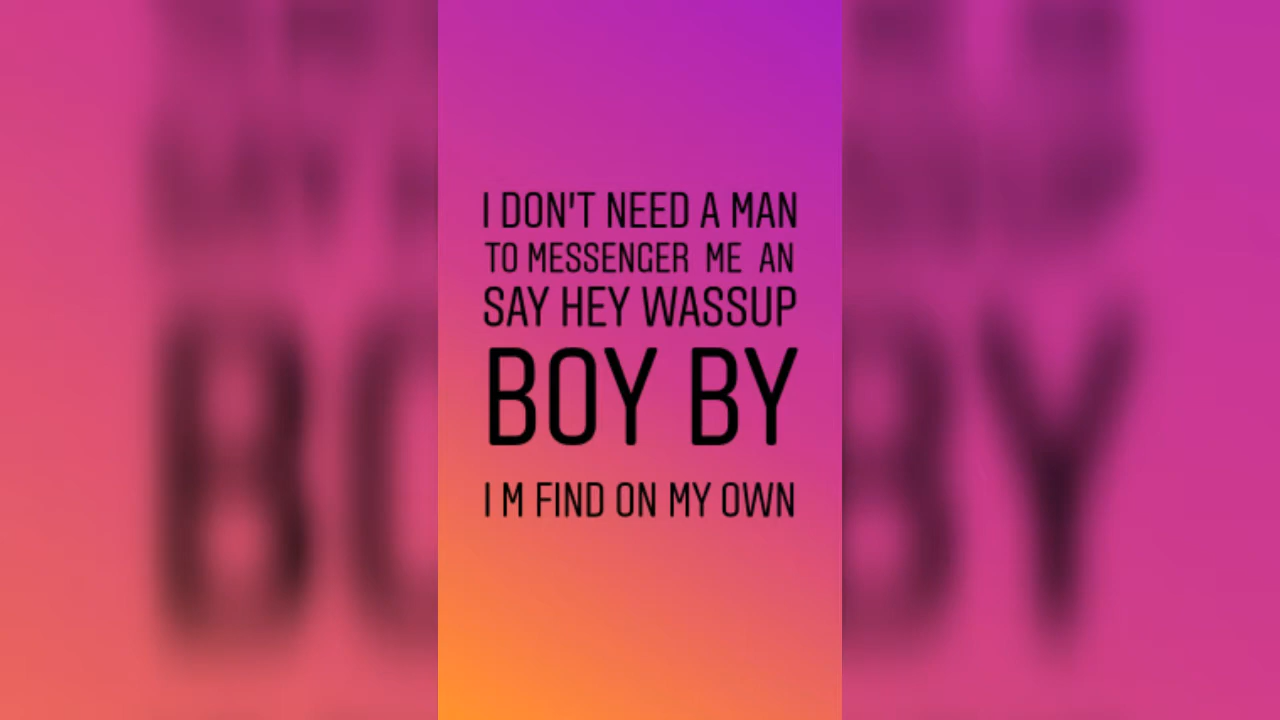 I DON'T NEED A MAN
TO MESSENGER ME AN
SAY HEY WASSUP
BOY BY
I M FIND ON MY OWN